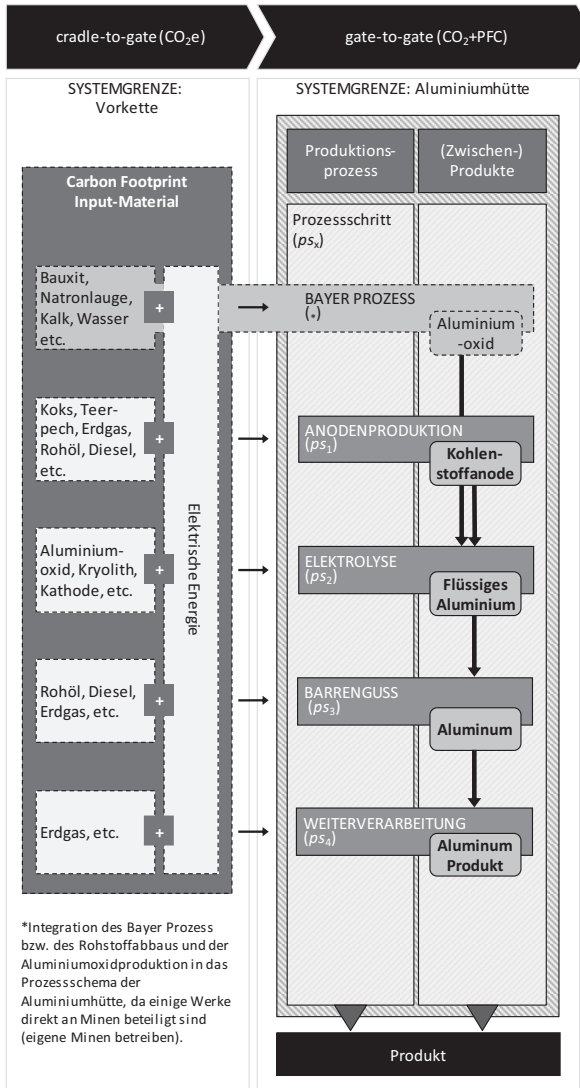 cradle-to-gate (CO₂e)
gate-to-gate (CO₂+PFC)
SYSTEMGRENZE:
Vorkette
SYSTEMGRENZE: Aluminiumhütte
Carbon Footprint
Input-Material
Produktions-
prozess
(Zwischen-)
Produkte
Prozessschritt
(psₓ)
Bauxit,
Natronlauge,
Kalk, Wasser
etc.
+
BAYER PROZESS
(*)
Aluminium
-oxid
Koks, Teer-
pech, Erdgas,
Rohöl, Diesel,
etc.
+
ANODENPRODUKTION
(ps₁)
Kohlen-
stoffanode
Elektrische Energie
Aluminium-
oxid, Kryolith,
Kathode, etc.
+
ELEKTROLYSE
(ps₂)
Flüssiges
Aluminium
Rohöl, Diesel,
Erdgas, etc.
+
BARRENGUSS
(ps₃)
Aluminum
Erdgas, etc.
+
WEITERVERARBEITUNG
(ps₄)
Aluminum
Produkt
*Integration des Bayer Prozess
bzw. des Rohstoffabbaus und der
Aluminiumoxidproduktion in das
Prozessschema der
Aluminiumhütte, da einige Werke
direkt an Minen beteiligt sind
(eigene Minen betreiben).
Produkt